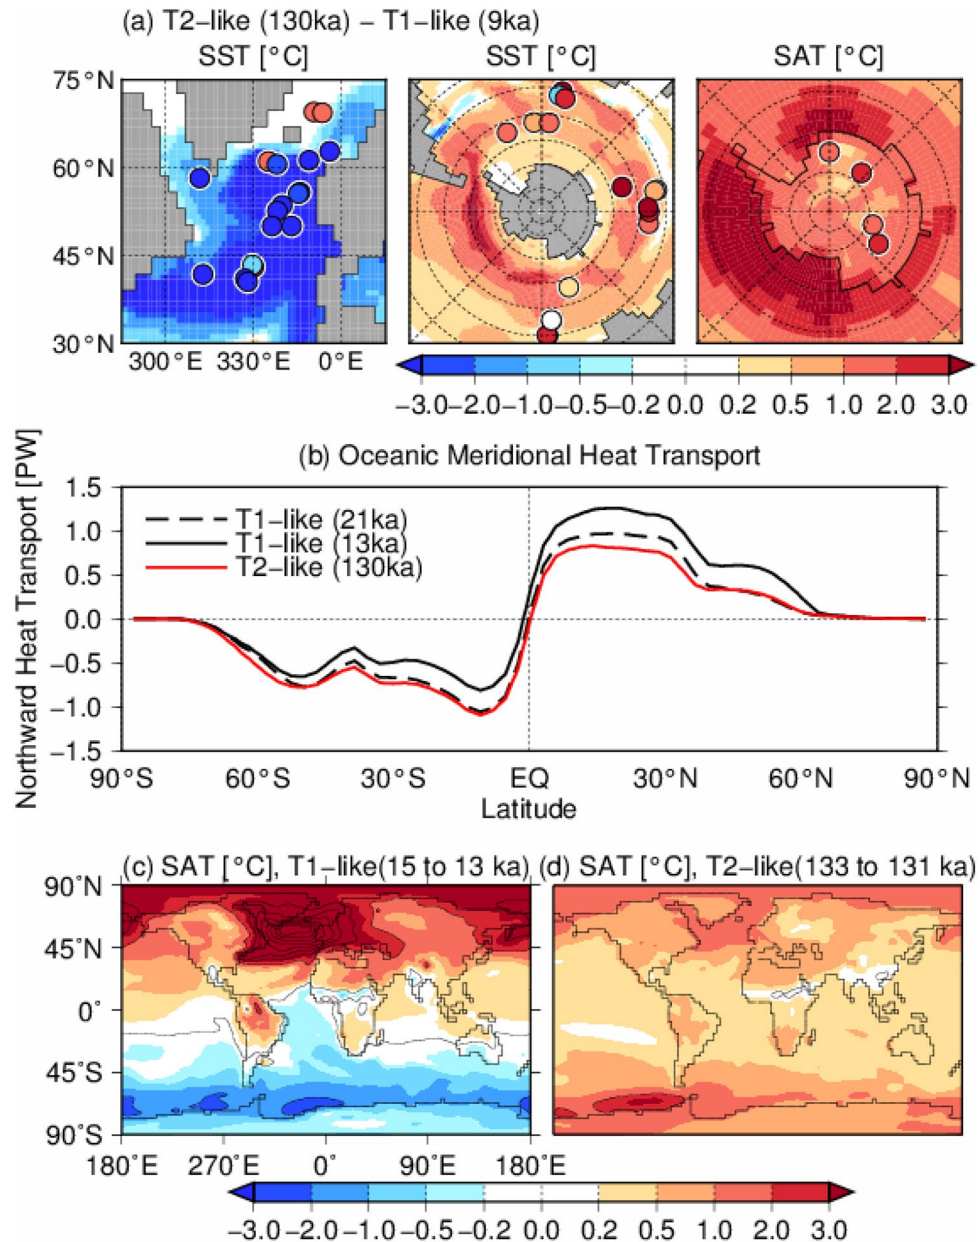 (a) T2−like (130ka) − T1−like (9ka)
SST [°C]
SST [°C]
SAT [°C]
75°N
60°N
45°N
30°N
300°E 330°E 0°E
−3.0 −2.0 −1.0 −0.5 −0.2 0.0 0.2 0.5 1.0 2.0 3.0
(b) Oceanic Meridional Heat Transport
Northward Heat Transport [PW]
1.5
1.0
0.5
0.0
−0.5
−1.0
−1.5
T1−like (21ka)
T1−like (13ka)
T2−like (130ka)
90°S 60°S 30°S EQ 30°N 60°N 90°N
Latitude
(c) SAT [°C], T1−like(15 to 13 ka)
(d) SAT [°C], T2−like(133 to 131 ka)
90°N
45°N
0°
45°S
90°S
180°E 270°E 0° 90°E 180°E
−3.0 −2.0 −1.0 −0.5 −0.2 0.0 0.2 0.5 1.0 2.0 3.0